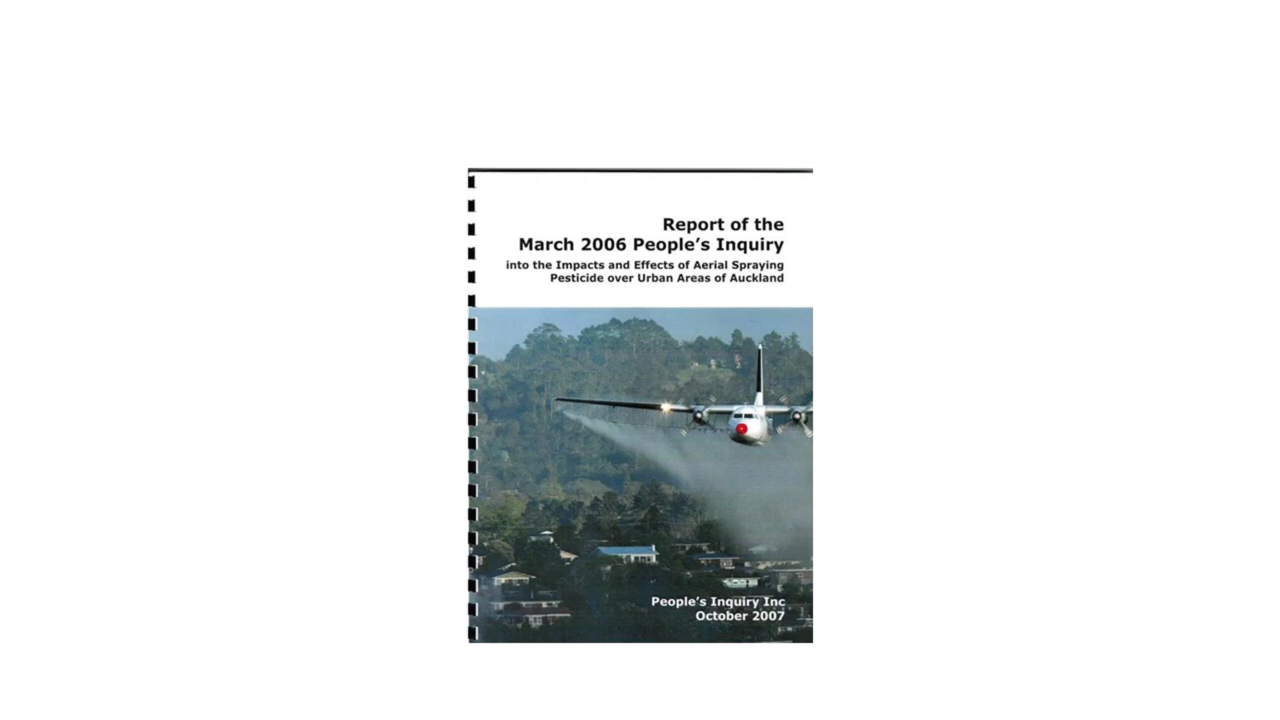 Report of the
March 2006 People’s Inquiry
into the Impacts and Effects of Aerial Spraying
Pesticide over Urban Areas of Auckland
People’s Inquiry Inc
October 2007